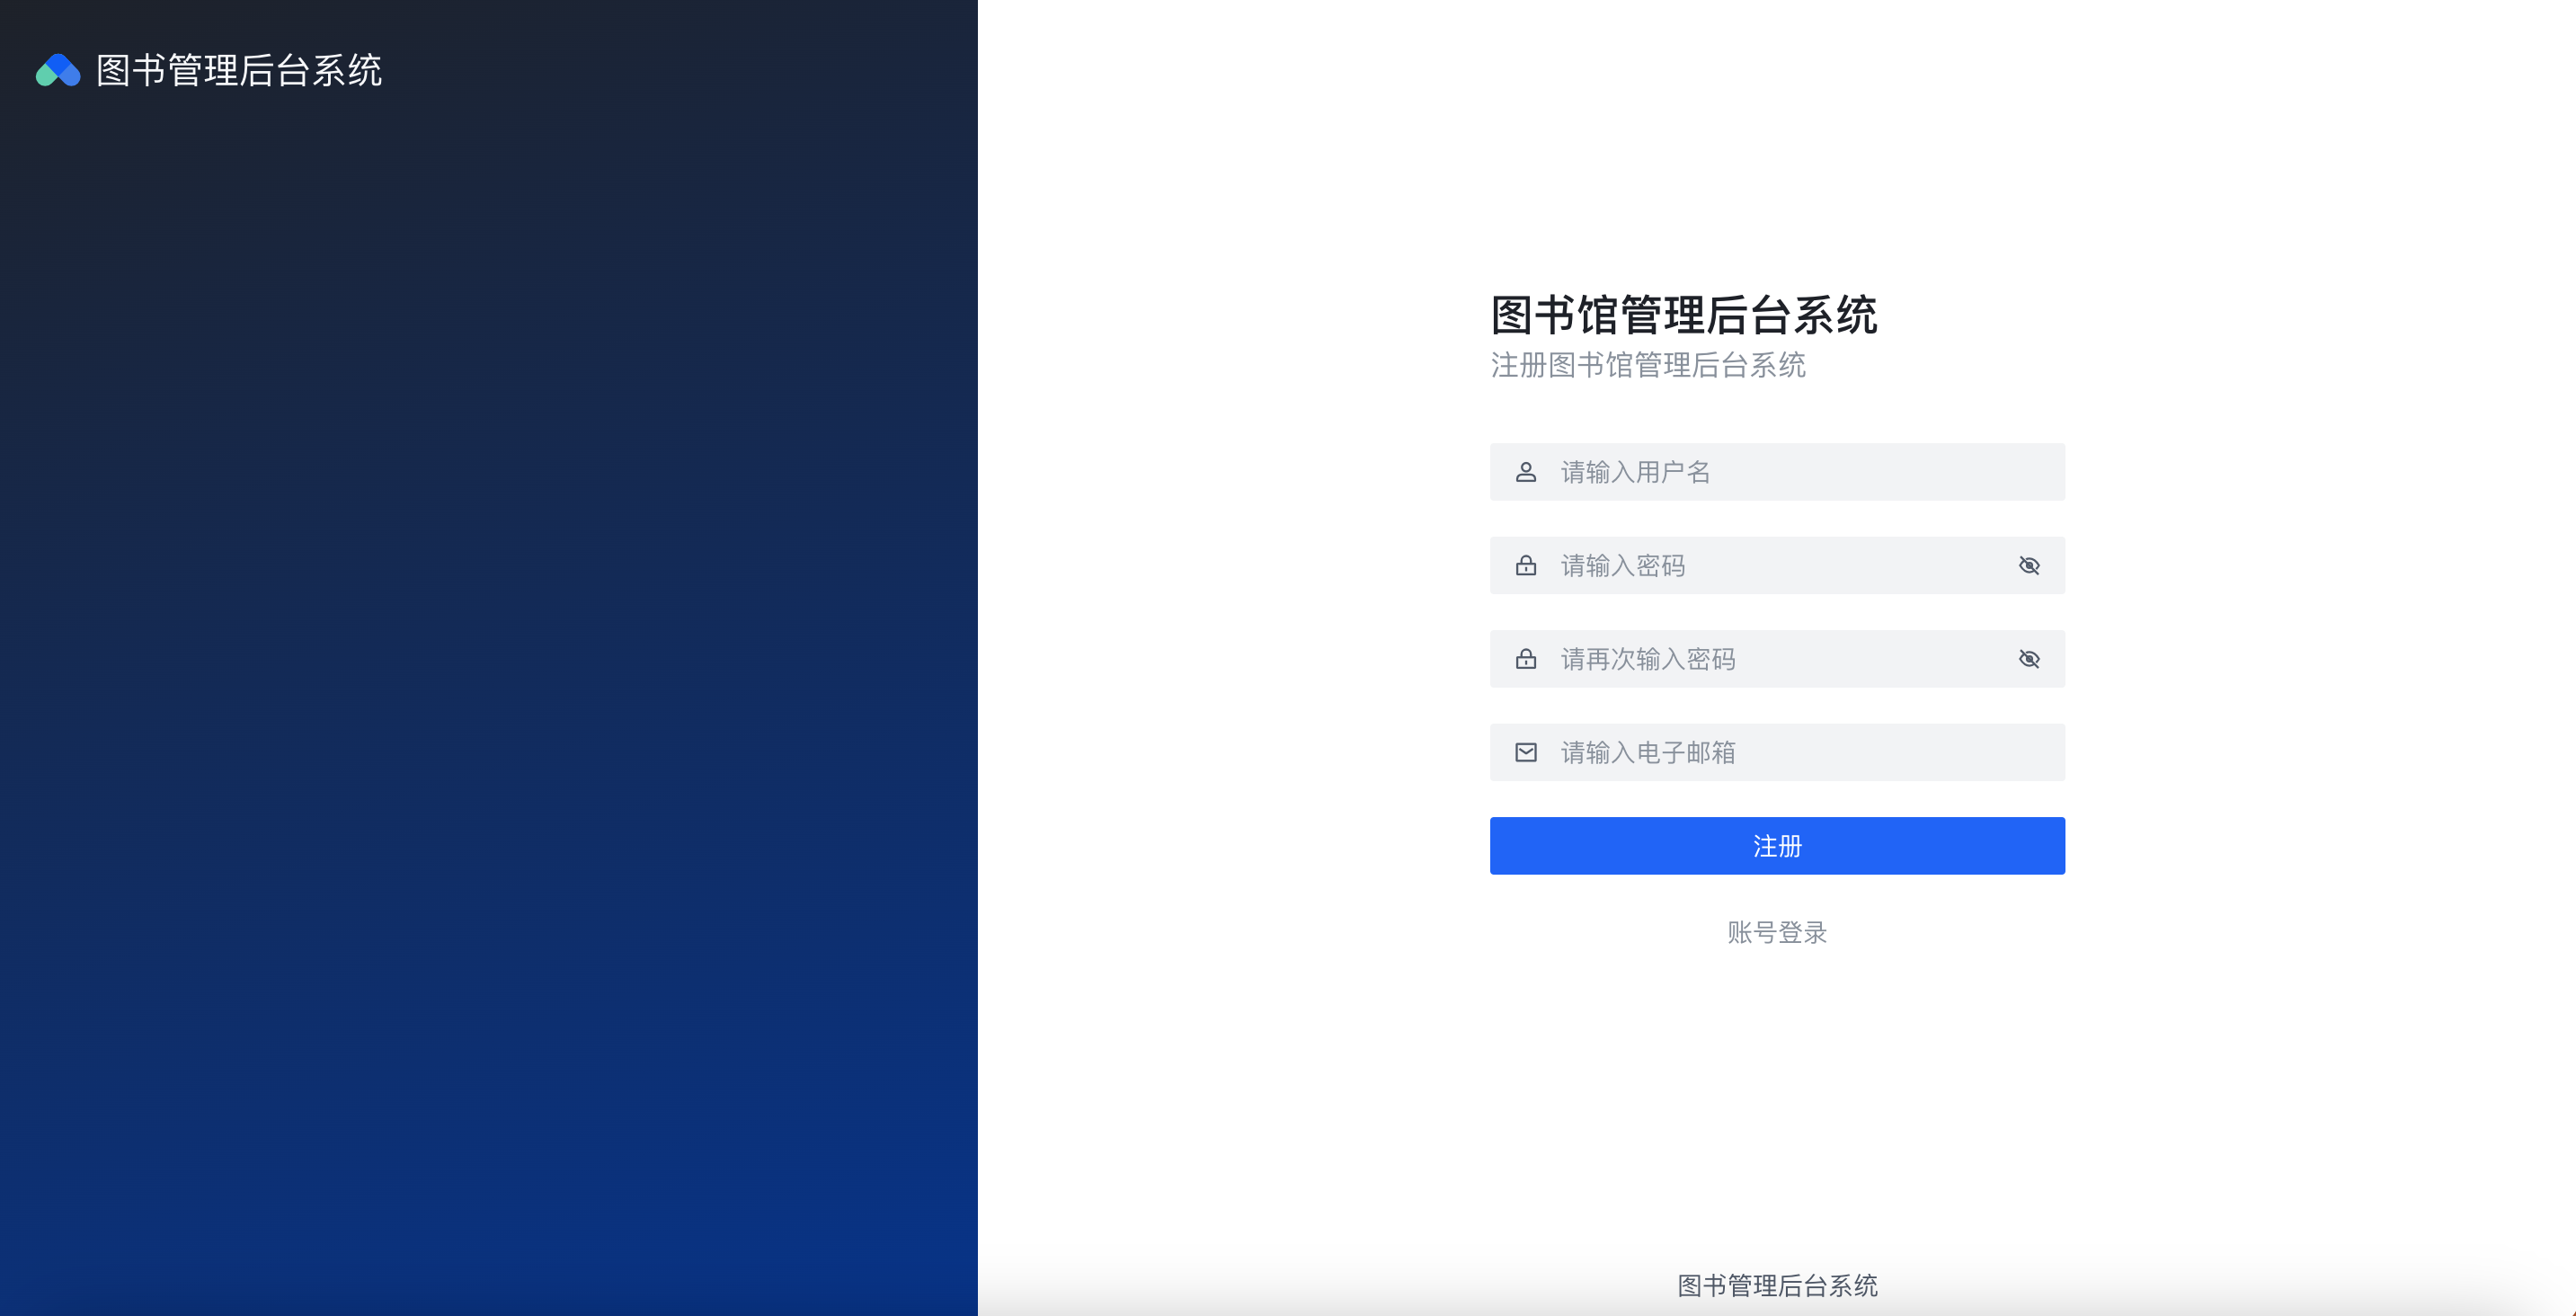 图书管理后台系统
图书馆管理后台系统
注册图书馆管理后台系统
请输入用户名
请输入密码
请再次输入密码
请输入电子邮箱
注册
账号登录
图书管理后台系统